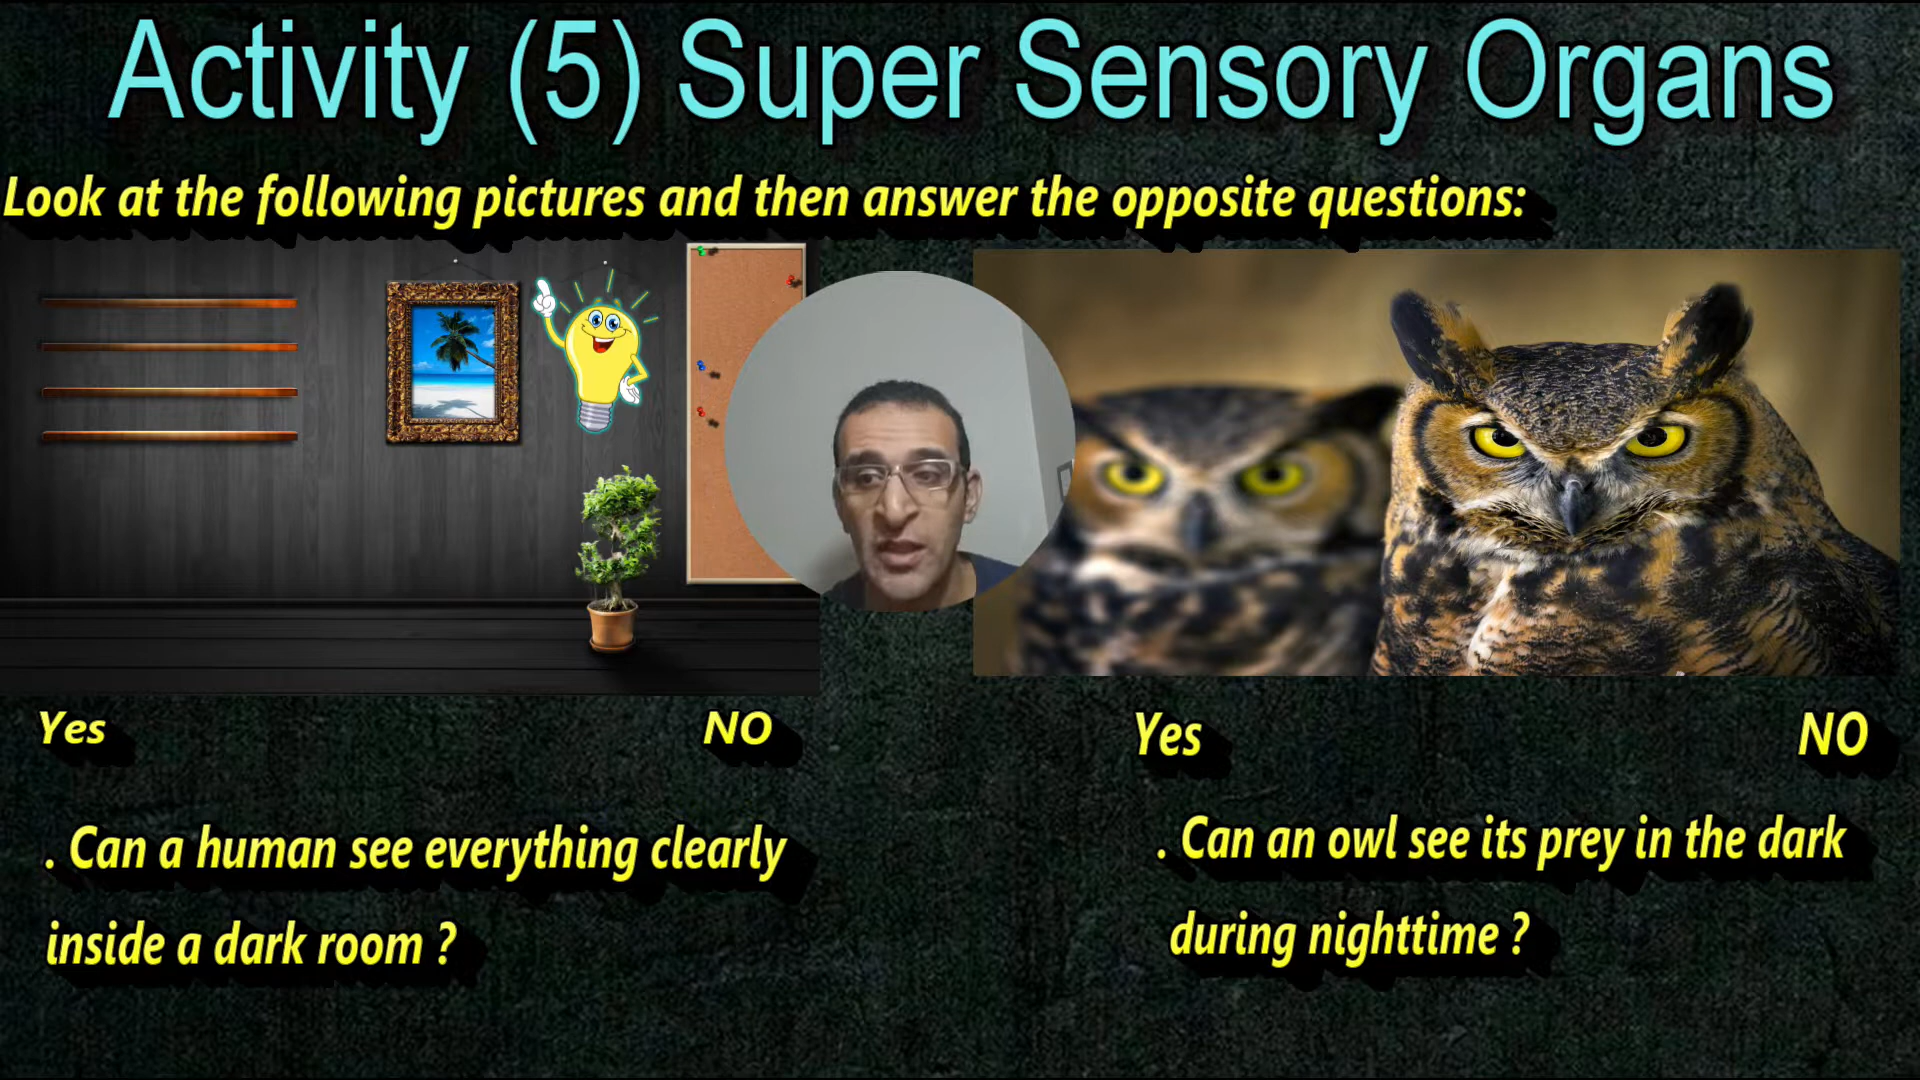 Activity (5) Super Sensory Organs
Look at the following pictures and then answer the opposite questions:
Yes NO
. Can a human see everything clearly
inside a dark room ?
Yes NO
. Can an owl see its prey in the dark
during nighttime ?